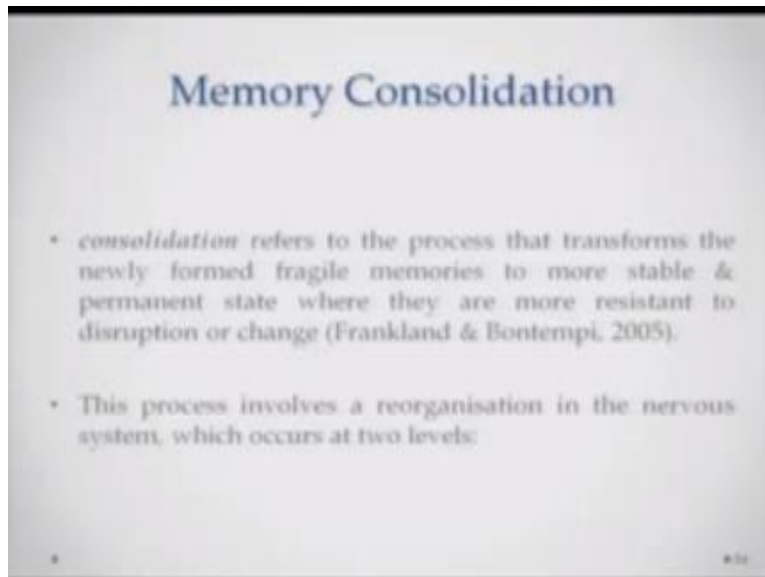 Memory Consolidation
• consolidation refers to the process that transforms the
newly formed fragile memories to more stable &
permanent state where they are more resistant to
disruption or change (Frankland & Bontempi, 2005).
• This process involves a reorganisation in the nervous
system, which occurs at two levels: